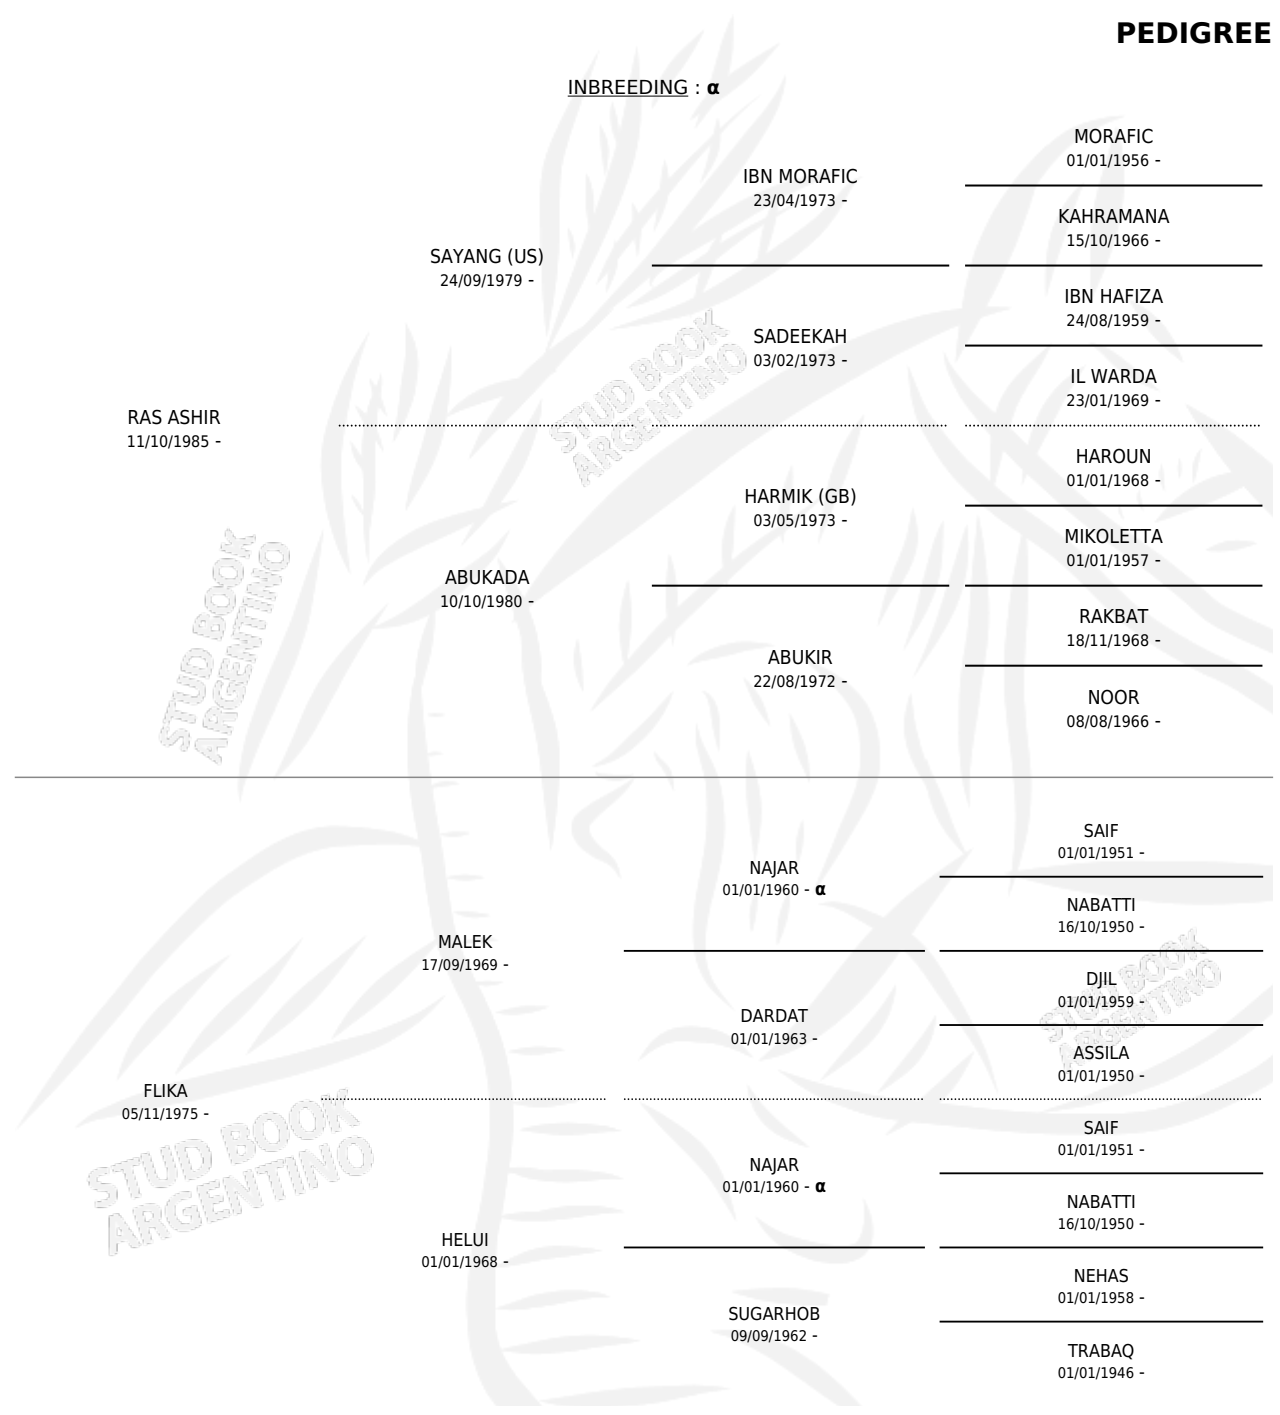 PEDIGREE
INBREEDING : α
MORAFIC
01/01/1956 -
IBN MORAFIC
23/04/1973 -
KAHRAMANA
15/10/1966 -
SAYANG (US)
24/09/1979 -
IBN HAFIZA
24/08/1959 -
SADEEKAH
03/02/1973 -
IL WARDA
23/01/1969 -
RAS ASHIR
11/10/1985 -
HAROUN
01/01/1968 -
HARMIK (GB)
03/05/1973 -
MIKOLETTA
01/01/1957 -
ABUKADA
10/10/1980 -
RAKBAT
18/11/1968 -
ABUKIR
22/08/1972 -
NOOR
08/08/1966 -
SAIF
01/01/1951 -
NAJAR
01/01/1960 - α
NABATTI
16/10/1950 -
MALEK
17/09/1969 -
DJIL
01/01/1959 -
DARDAT
01/01/1963 -
ASSILA
01/01/1950 -
FLIKA
05/11/1975 -
SAIF
01/01/1951 -
NAJAR
01/01/1960 - α
NABATTI
16/10/1950 -
HELUI
01/01/1968 -
NEHAS
01/01/1958 -
SUGARHOB
09/09/1962 -
TRABAQ
01/01/1946 -
STUD BOOK
ARGENTINO
STUD BOOK
ARGENTINO
STUD BOOK
ARGENTINO
STUD BOOK
ARGENTINO